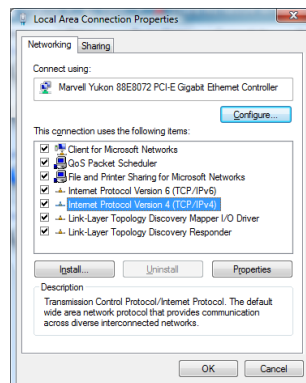 Local Area Connection Properties
Networking
Sharing
Connect using:
Marvell Yukon 88E8072 PCI-E Gigabit Ethernet Controller
Configure...
This connection uses the following items:
Client for Microsoft Networks
QoS Packet Scheduler
File and Printer Sharing for Microsoft Networks
Internet Protocol Version 6 (TCP/IPv6)
Internet Protocol Version 4 (TCP/IPv4)
Link-Layer Topology Discovery Mapper I/O Driver
Link-Layer Topology Discovery Responder
Install...
Uninstall
Properties
Description
Transmission Control Protocol/Internet Protocol. The default
wide area network protocol that provides communication
across diverse interconnected networks.
OK
Cancel